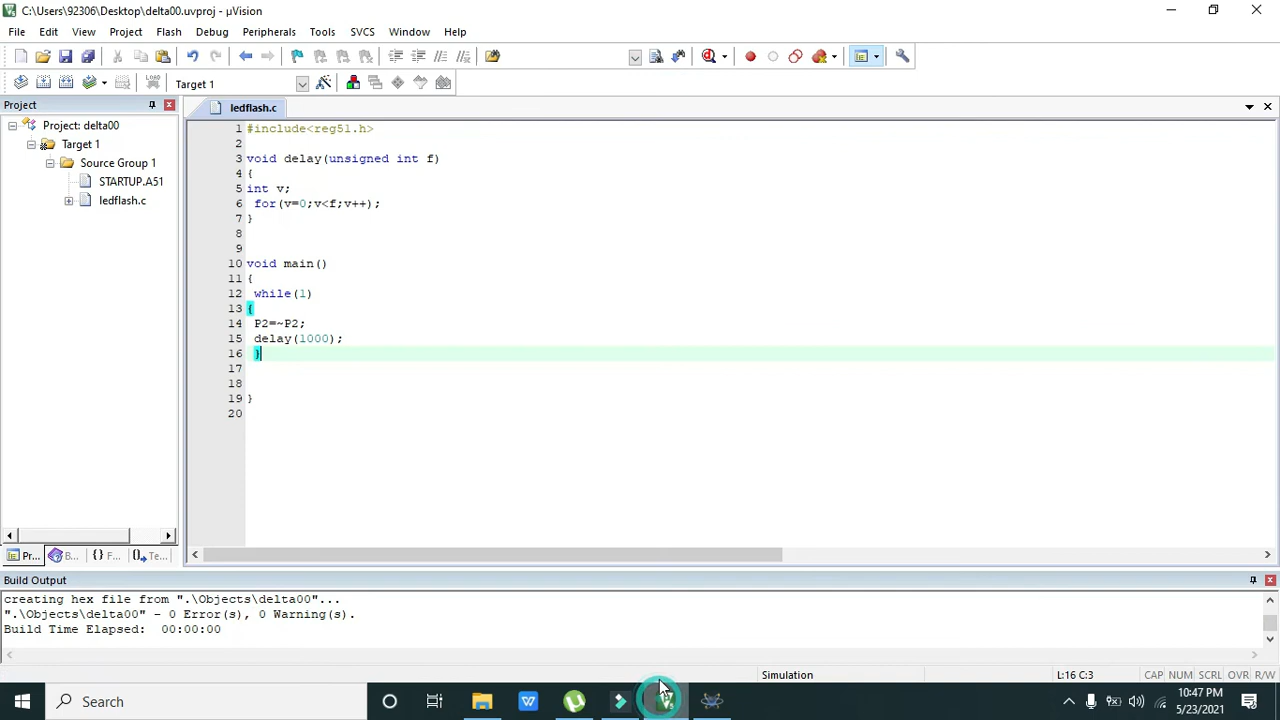 C:\Users\92306\Desktop\delta00.uvproj - µVision
File Edit View Project Flash Debug Peripherals Tools SVCS Window Help
LOAD Target 1
Project
ledflash.c
Project: delta00
Target 1
Source Group 1
STARTUP.A51
ledflash.c
1 #include<reg51.h>
2
3 void delay(unsigned int f)
4 {
5 int v;
6 for(v=0;v<f;v++);
7 }
8
9
10 void main()
11 {
12 while(1)
13 {
14 P2=~P2;
15 delay(1000);
16 }
17
18
19 }
20
Pr... B... {} F... Te...
Build Output
creating hex file from ".\Objects\delta00"...
".\Objects\delta00" - 0 Error(s), 0 Warning(s).
Build Time Elapsed: 00:00:00
Simulation L:16 C:3 CAP NUM SCRL OVR R/W
Search
10:47 PM
5/23/2021